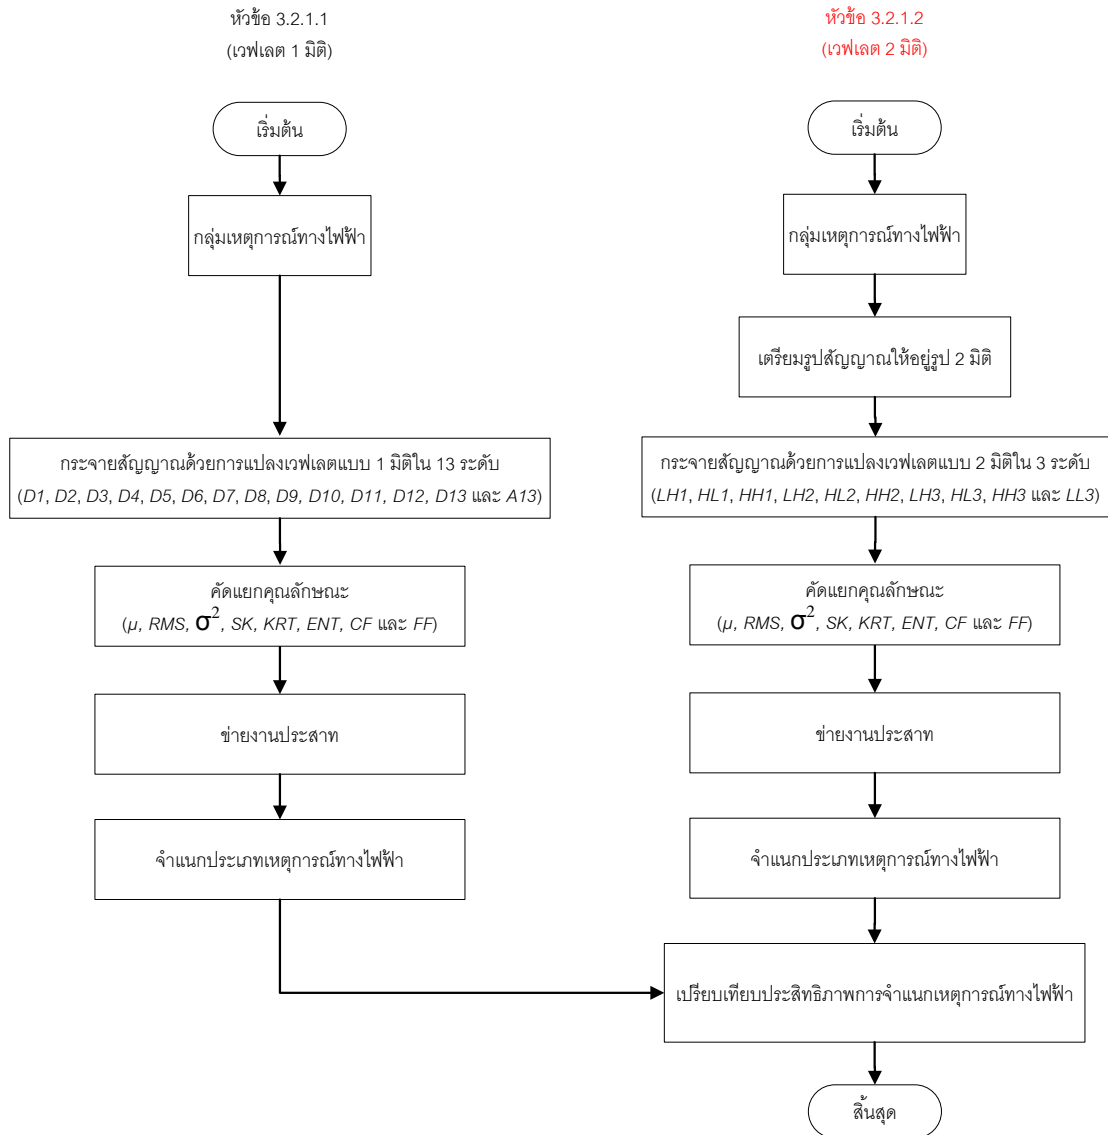 หัวข้อ 3.2.1.1
(เวฟเลต 1 มิติ)
เริ่มต้น
กลุ่มเหตุการณ์ทางไฟฟ้า
กระจายสัญญาณด้วยการแปลงเวฟเลตแบบ 1 มิติใน 13 ระดับ
(D1, D2, D3, D4, D5, D6, D7, D8, D9, D10, D11, D12, D13 และ A13)
คัดแยกคุณลักษณะ
(μ, RMS, σ², SK, KRT, ENT, CF และ FF)
ข่ายงานประสาท
จำแนกประเภทเหตุการณ์ทางไฟฟ้า
หัวข้อ 3.2.1.2
(เวฟเลต 2 มิติ)
เริ่มต้น
กลุ่มเหตุการณ์ทางไฟฟ้า
เตรียมรูปสัญญาณให้อยู่รูป 2 มิติ
กระจายสัญญาณด้วยการแปลงเวฟเลตแบบ 2 มิติใน 3 ระดับ
(LH1, HL1, HH1, LH2, HL2, HH2, LH3, HL3, HH3 และ LL3)
คัดแยกคุณลักษณะ
(μ, RMS, σ², SK, KRT, ENT, CF และ FF)
ข่ายงานประสาท
จำแนกประเภทเหตุการณ์ทางไฟฟ้า
เปรียบเทียบประสิทธิภาพการจำแนกเหตุการณ์ทางไฟฟ้า
สิ้นสุด